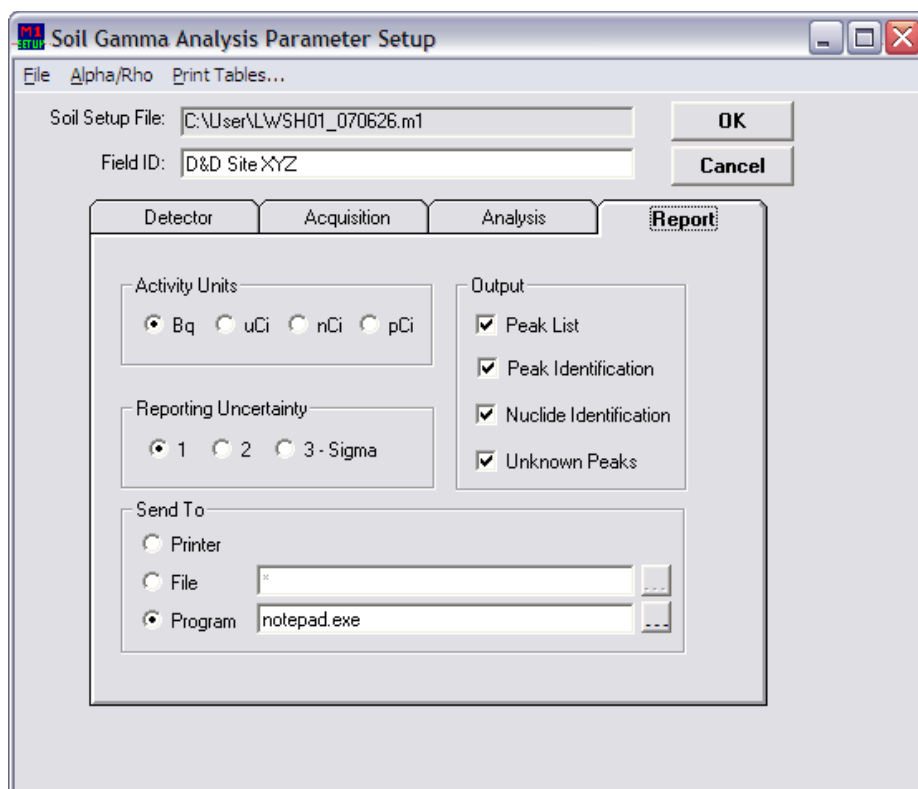 M1 SETUP Soil Gamma Analysis Parameter Setup
File Alpha/Rho Print Tables...
Soil Setup File: C:\User\LWSH01_070626.m1 OK
Field ID: D&D Site XYZ Cancel
Detector Acquisition Analysis Report
Activity Units Output
Bq uCi nCi pCi Peak List
Peak Identification
Reporting Uncertainty Nuclide Identification
1 2 3 - Sigma Unknown Peaks
Send To
Printer
File * ...
Program notepad.exe ...